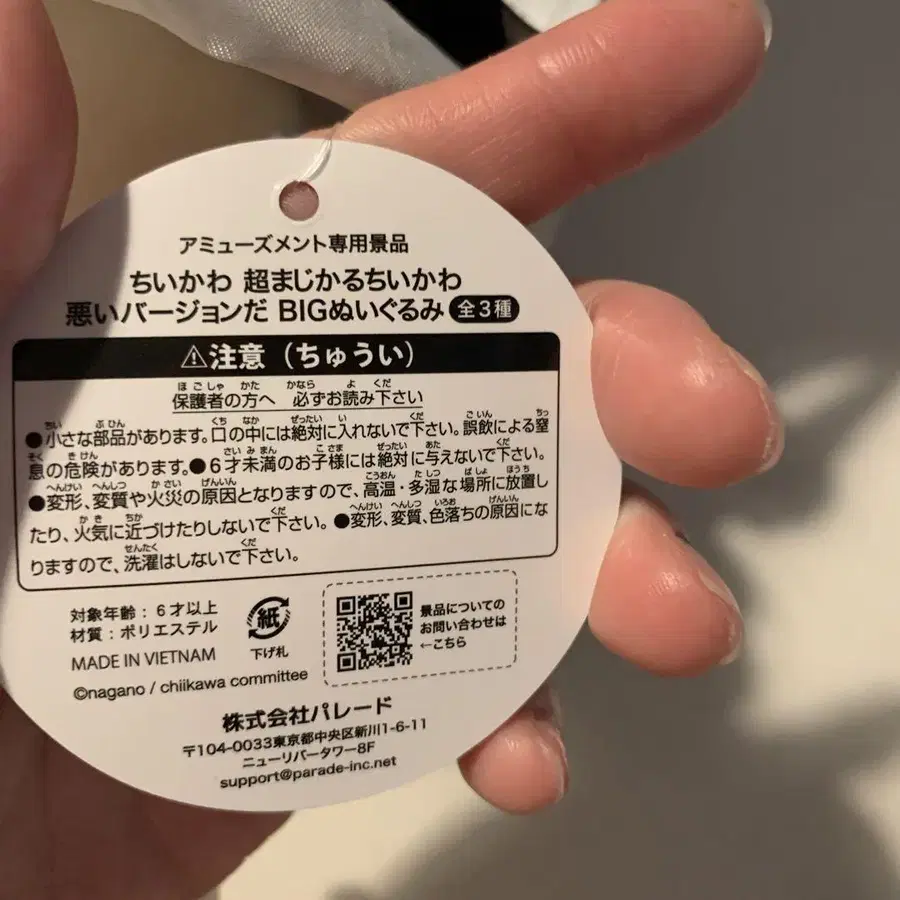 アミューズメント専用景品
ちいかわ 超まじかるちいかわ
悪いバージョンだ BIGぬいぐるみ 全3種
⚠注意（ちゅうい）
保護者の方へ 必ずお読み下さい
●小さな部品があります。口の中には絶対に入れないで下さい。誤飲による窒
息の危険があります。●6才未満のお子様には絶対に与えないで下さい。
●変形、変質や火災の原因となりますので、高温・多湿な場所に放置し
たり、火気に近づけたりしないで下さい。●変形、変質、色落ちの原因にな
りますので、洗濯はしないで下さい。
対象年齢：6才以上
材質：ポリエステル
MADE IN VIETNAM
©nagano / chiikawa committee
紙
下げ札
景品についての
お問い合わせは
←こちら
株式会社パレード
〒104-0033東京都中央区新川1-6-11
ニューリバータワー8F
support@parade-inc.net